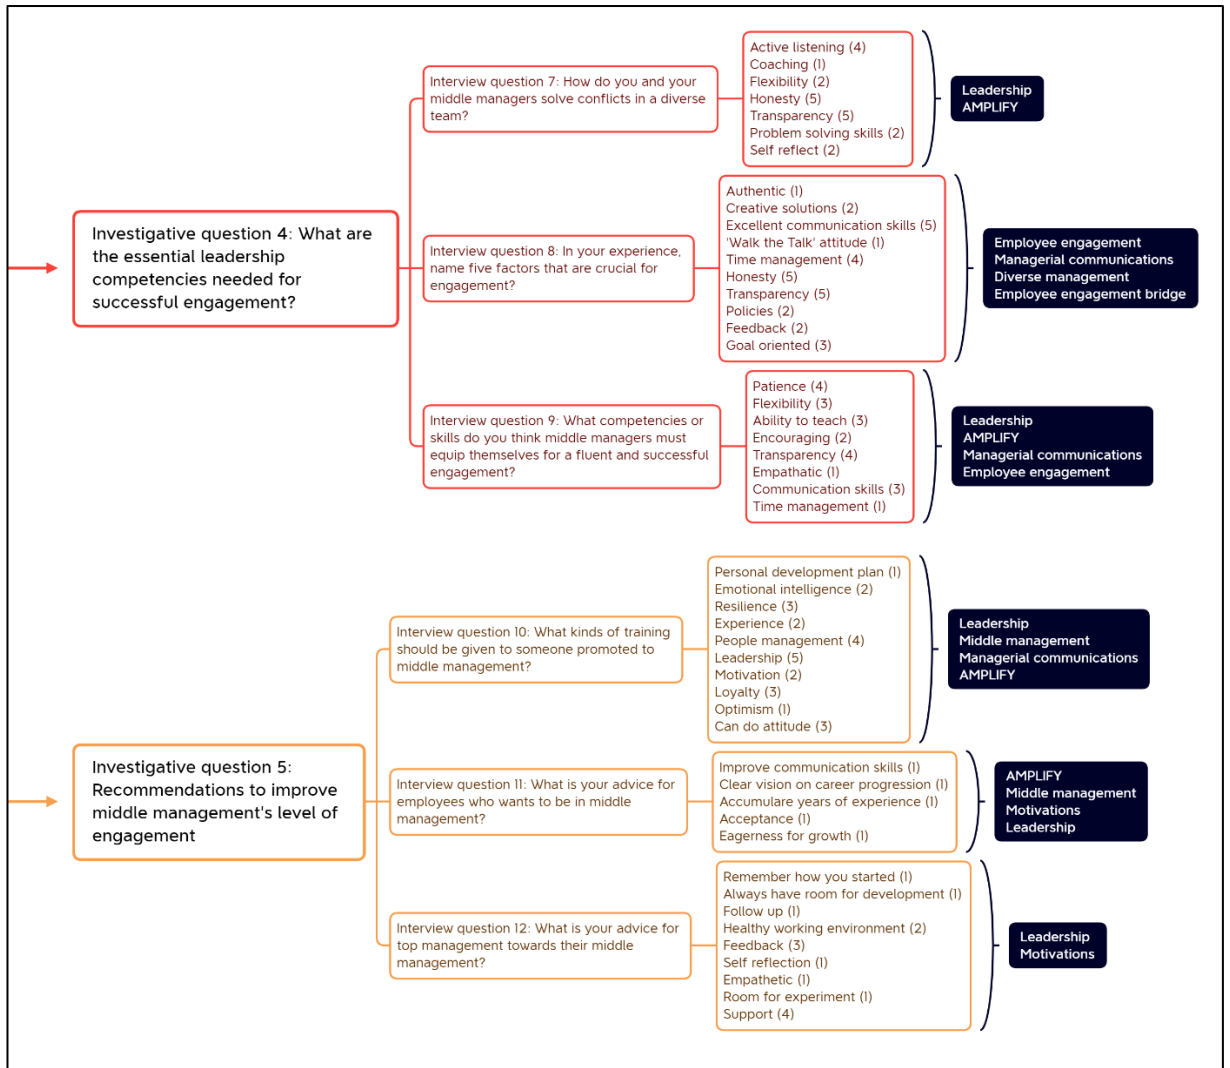 Investigative question 4: What are
the essential leadership
competencies needed for
successful engagement?
Interview question 7: How do you and your
middle managers solve conflicts in a diverse
team?
Active listening (4)
Coaching (1)
Flexibility (2)
Honesty (5)
Transparency (5)
Problem solving skills (2)
Self reflect (2)
Leadership
AMPLIFY
Interview question 8: In your experience,
name five factors that are crucial for
engagement?
Authentic (1)
Creative solutions (2)
Excellent communication skills (5)
'Walk the Talk' attitude (1)
Time management (4)
Honesty (5)
Transparency (5)
Policies (2)
Feedback (2)
Goal oriented (3)
Employee engagement
Managerial communications
Diverse management
Employee engagement bridge
Interview question 9: What competencies or
skills do you think middle managers must
equip themselves for a fluent and successful
engagement?
Patience (4)
Flexibility (3)
Ability to teach (3)
Encouraging (2)
Transparency (4)
Empathatic (1)
Communication skills (3)
Time management (1)
Leadership
AMPLIFY
Managerial communications
Employee engagement
Investigative question 5:
Recommendations to improve
middle management's level of
engagement
Interview question 10: What kinds of training
should be given to someone promoted to
middle management?
Personal development plan (1)
Emotional intelligence (2)
Resilience (3)
Experience (2)
People management (4)
Leadership (5)
Motivation (2)
Loyalty (3)
Optimism (1)
Can do attitude (3)
Leadership
Middle management
Managerial communications
AMPLIFY
Interview question 11: What is your advice for
employees who wants to be in middle
management?
Improve communication skills (1)
Clear vision on career progression (1)
Accumulare years of experience (1)
Acceptance (1)
Eagerness for growth (1)
AMPLIFY
Middle management
Motivations
Leadership
Interview question 12: What is your advice for
top management towards their middle
management?
Remember how you started (1)
Always have room for development (1)
Follow up (1)
Healthy working environment (2)
Feedback (3)
Self reflection (1)
Empathetic (1)
Room for experiment (1)
Support (4)
Leadership
Motivations